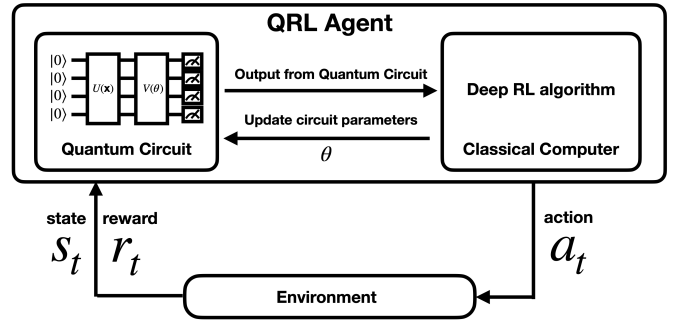 QRL Agent
|0⟩
|0⟩
|0⟩
|0⟩
U(x)
V(θ)
Quantum Circuit
Output from Quantum Circuit
Update circuit parameters
θ
Deep RL algorithm
Classical Computer
state reward
s_t r_t
action
a_t
Environment